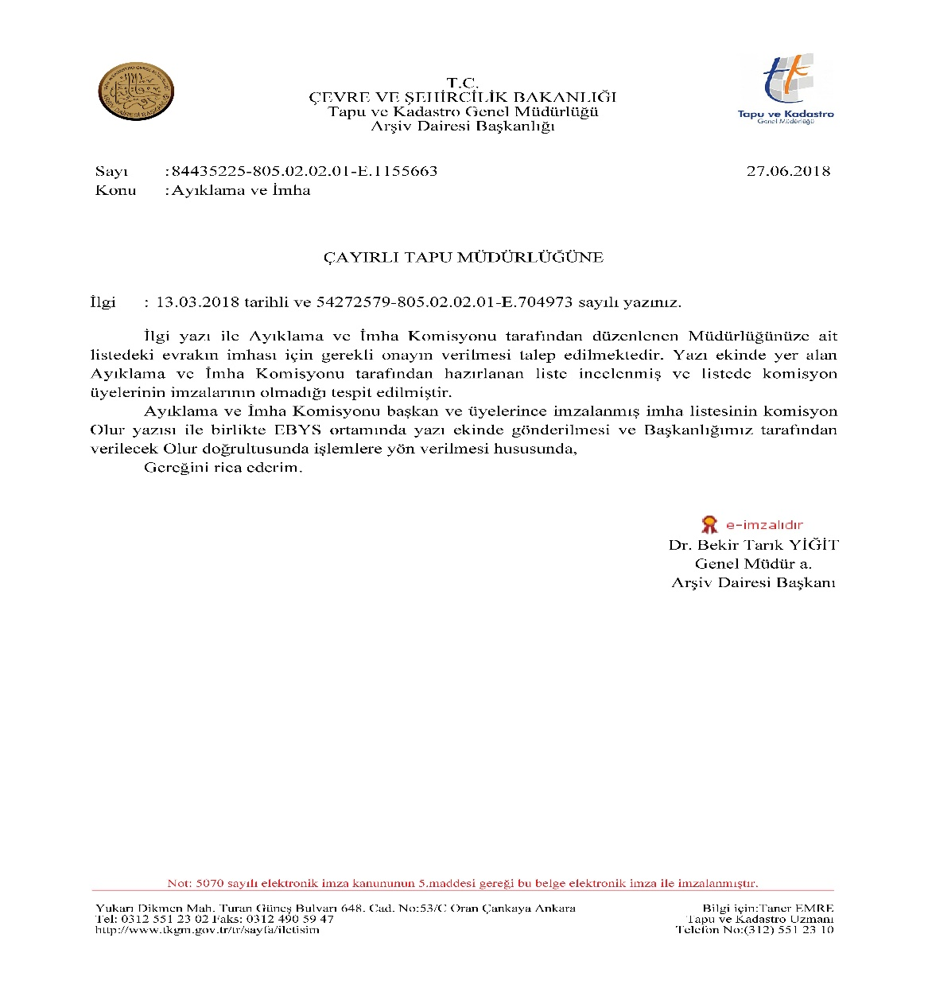 T.C.
ÇEVRE VE ŞEHİRCİLİK BAKANLIĞI
Tapu ve Kadastro Genel Müdürlüğü
Arşiv Dairesi Başkanlığı
Tapu ve Kadastro
Genel Müdürlüğü
Sayı :84435225-805.02.02.01-E.1155663 27.06.2018
Konu :Ayıklama ve İmha
ÇAYIRLI TAPU MÜDÜRLÜĞÜNE
İlgi : 13.03.2018 tarihli ve 54272579-805.02.02.01-E.704973 sayılı yazınız.
İlgi yazı ile Ayıklama ve İmha Komisyonu tarafından düzenlenen Müdürlüğünüze ait
listedeki evrakın imhası için gerekli onayın verilmesi talep edilmektedir. Yazı ekinde yer alan
Ayıklama ve İmha Komisyonu tarafından hazırlanan liste incelenmiş ve listede komisyon
üyelerinin imzalarının olmadığı tespit edilmiştir.
Ayıklama ve İmha Komisyonu başkan ve üyelerince imzalanmış imha listesinin komisyon
Olur yazısı ile birlikte EBYS ortamında yazı ekinde gönderilmesi ve Başkanlığımız tarafından
verilecek Olur doğrultusunda işlemlere yön verilmesi hususunda,
Gereğini rica ederim.
e-imzalıdır
Dr. Bekir Tarık YİĞİT
Genel Müdür a.
Arşiv Dairesi Başkanı
Not: 5070 sayılı elektronik imza kanununun 5.maddesi gereği bu belge elektronik imza ile imzalanmıştır.
Yukarı Dikmen Mah. Turan Güneş Bulvarı 648. Cad. No:53/C Oran Çankaya Ankara
Tel: 0312 551 23 02 Faks: 0312 490 59 47
http://www.tkgm.gov.tr/tr/sayfa/iletisim
Bilgi için:Taner EMRE
Tapu ve Kadastro Uzmanı
Telefon No:(312) 551 23 10